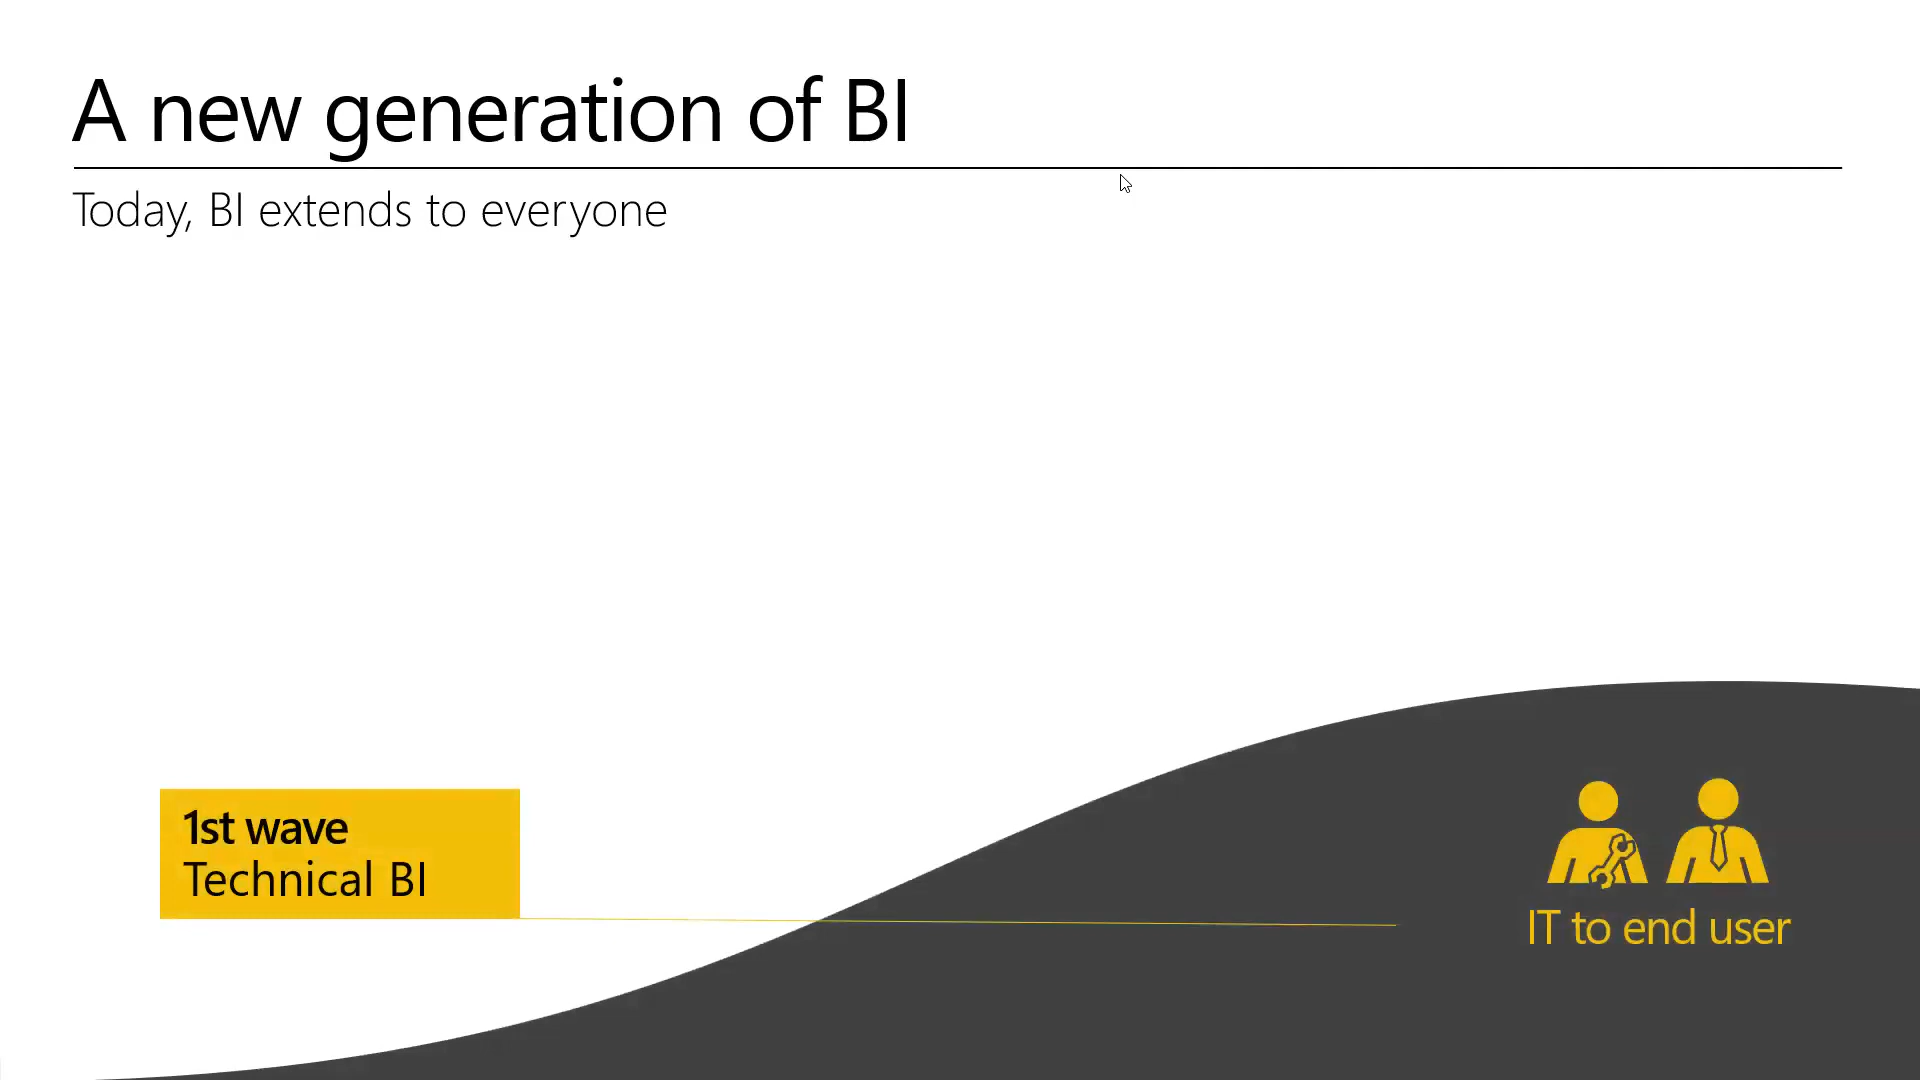 A new generation of BI
Today, BI extends to everyone
1st wave
Technical BI
IT to end user